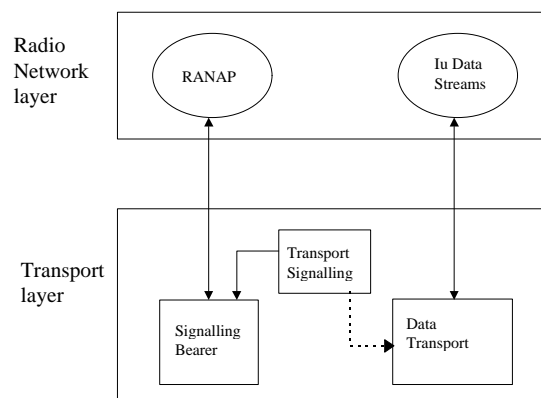 Radio
Network
layer
RANAP
Iu Data
Streams
Transport
layer
Transport
Signalling
Signalling
Bearer
Data
Transport